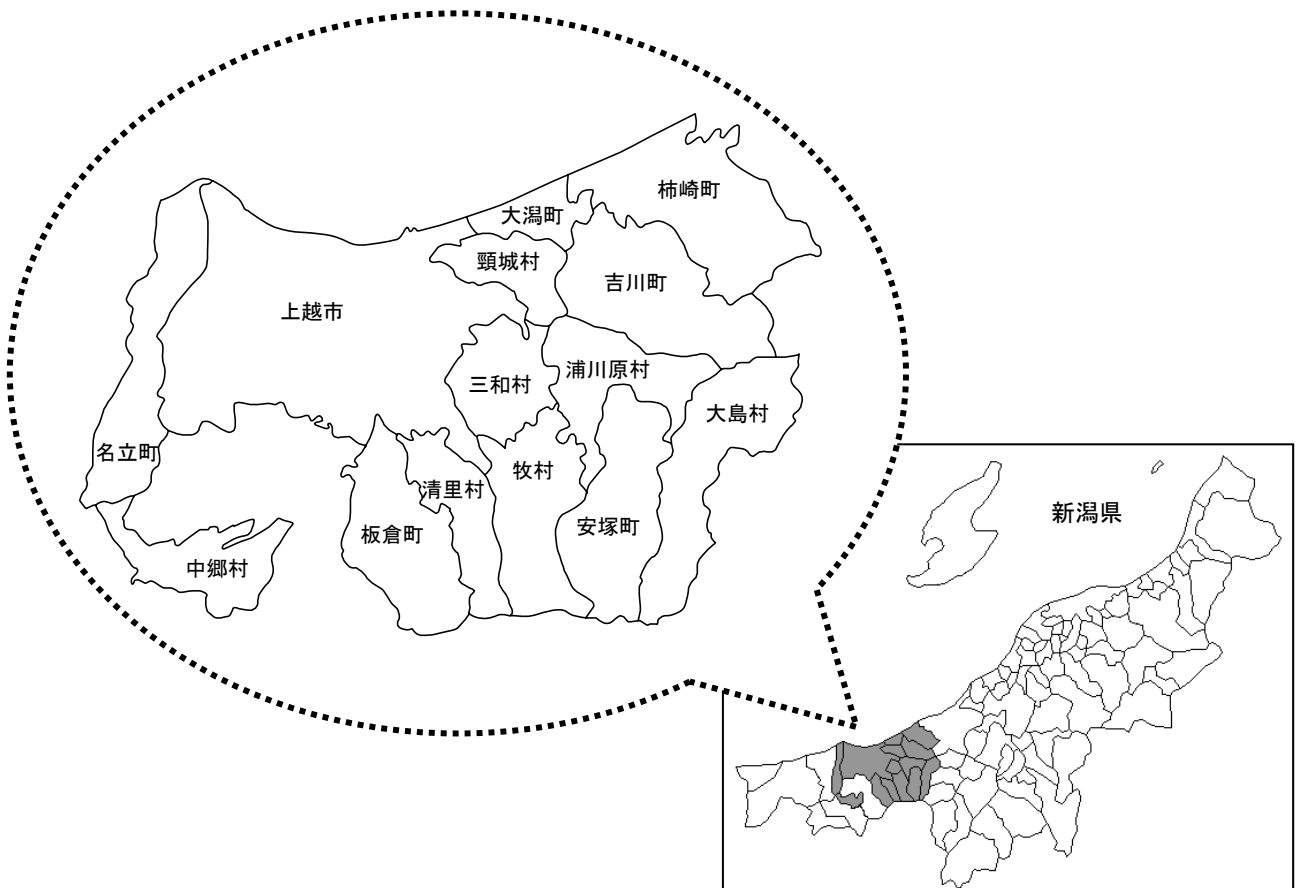 柿崎町
大潟町
頸城村
吉川町
上越市
浦川原村
三和村
大島村
名立町
牧村
清里村
安塚町
板倉町
中郷村
新潟県